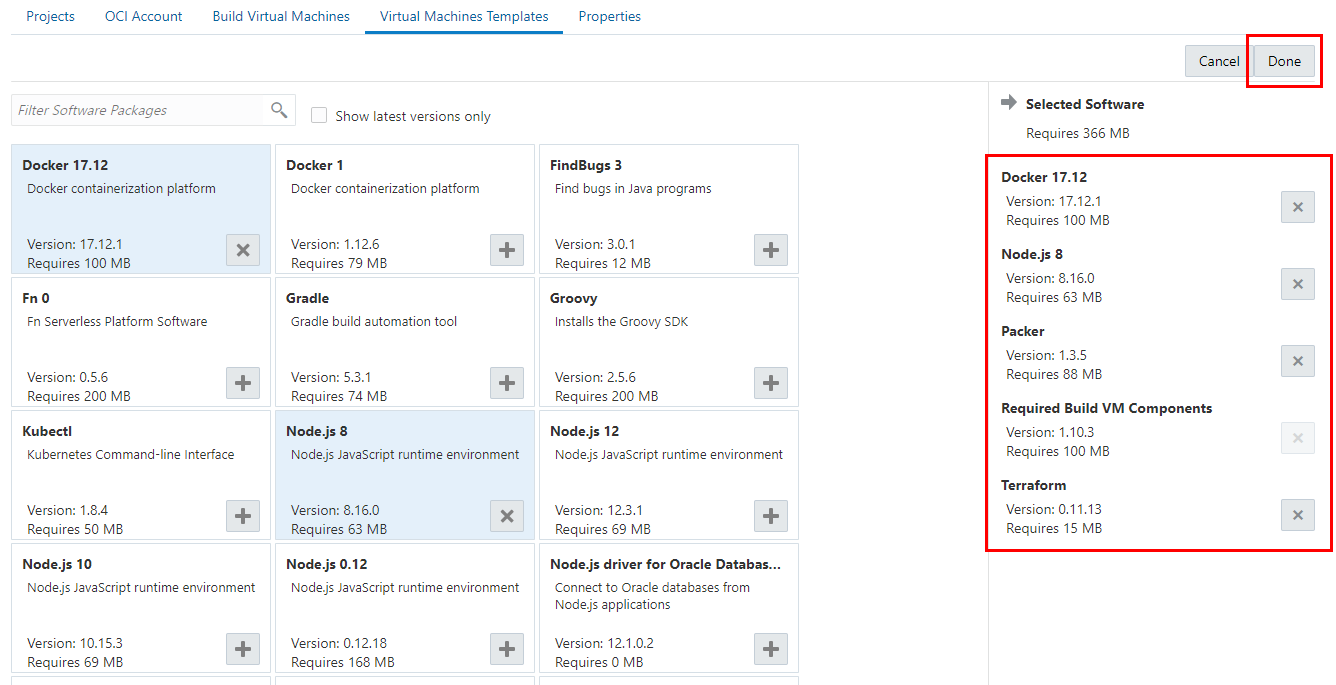 Projects
OCI Account
Build Virtual Machines
Virtual Machines Templates
Properties
Cancel
Done
Filter Software Packages
Show latest versions only
Docker 17.12
Docker containerization platform
Version: 17.12.1
Requires 100 MB
Docker 1
Docker containerization platform
Version: 1.12.6
Requires 79 MB
FindBugs 3
Find bugs in Java programs
Version: 3.0.1
Requires 12 MB
Fn 0
Fn Serverless Platform Software
Version: 0.5.6
Requires 200 MB
Gradle
Gradle build automation tool
Version: 5.3.1
Requires 74 MB
Groovy
Installs the Groovy SDK
Version: 2.5.6
Requires 200 MB
Kubectl
Kubernetes Command-line Interface
Version: 1.8.4
Requires 50 MB
Node.js 8
Node.js JavaScript runtime environment
Version: 8.16.0
Requires 63 MB
Node.js 12
Node.js JavaScript runtime environment
Version: 12.3.1
Requires 69 MB
Node.js 10
Node.js JavaScript runtime environment
Version: 10.15.3
Requires 69 MB
Node.js 0.12
Node.js JavaScript runtime environment
Version: 0.12.18
Requires 168 MB
Node.js driver for Oracle Databas...
Connect to Oracle databases from
Node.js applications
Version: 12.1.0.2
Requires 0 MB
Selected Software
Requires 366 MB
Docker 17.12
Version: 17.12.1
Requires 100 MB
Node.js 8
Version: 8.16.0
Requires 63 MB
Packer
Version: 1.3.5
Requires 88 MB
Required Build VM Components
Version: 1.10.3
Requires 100 MB
Terraform
Version: 0.11.13
Requires 15 MB